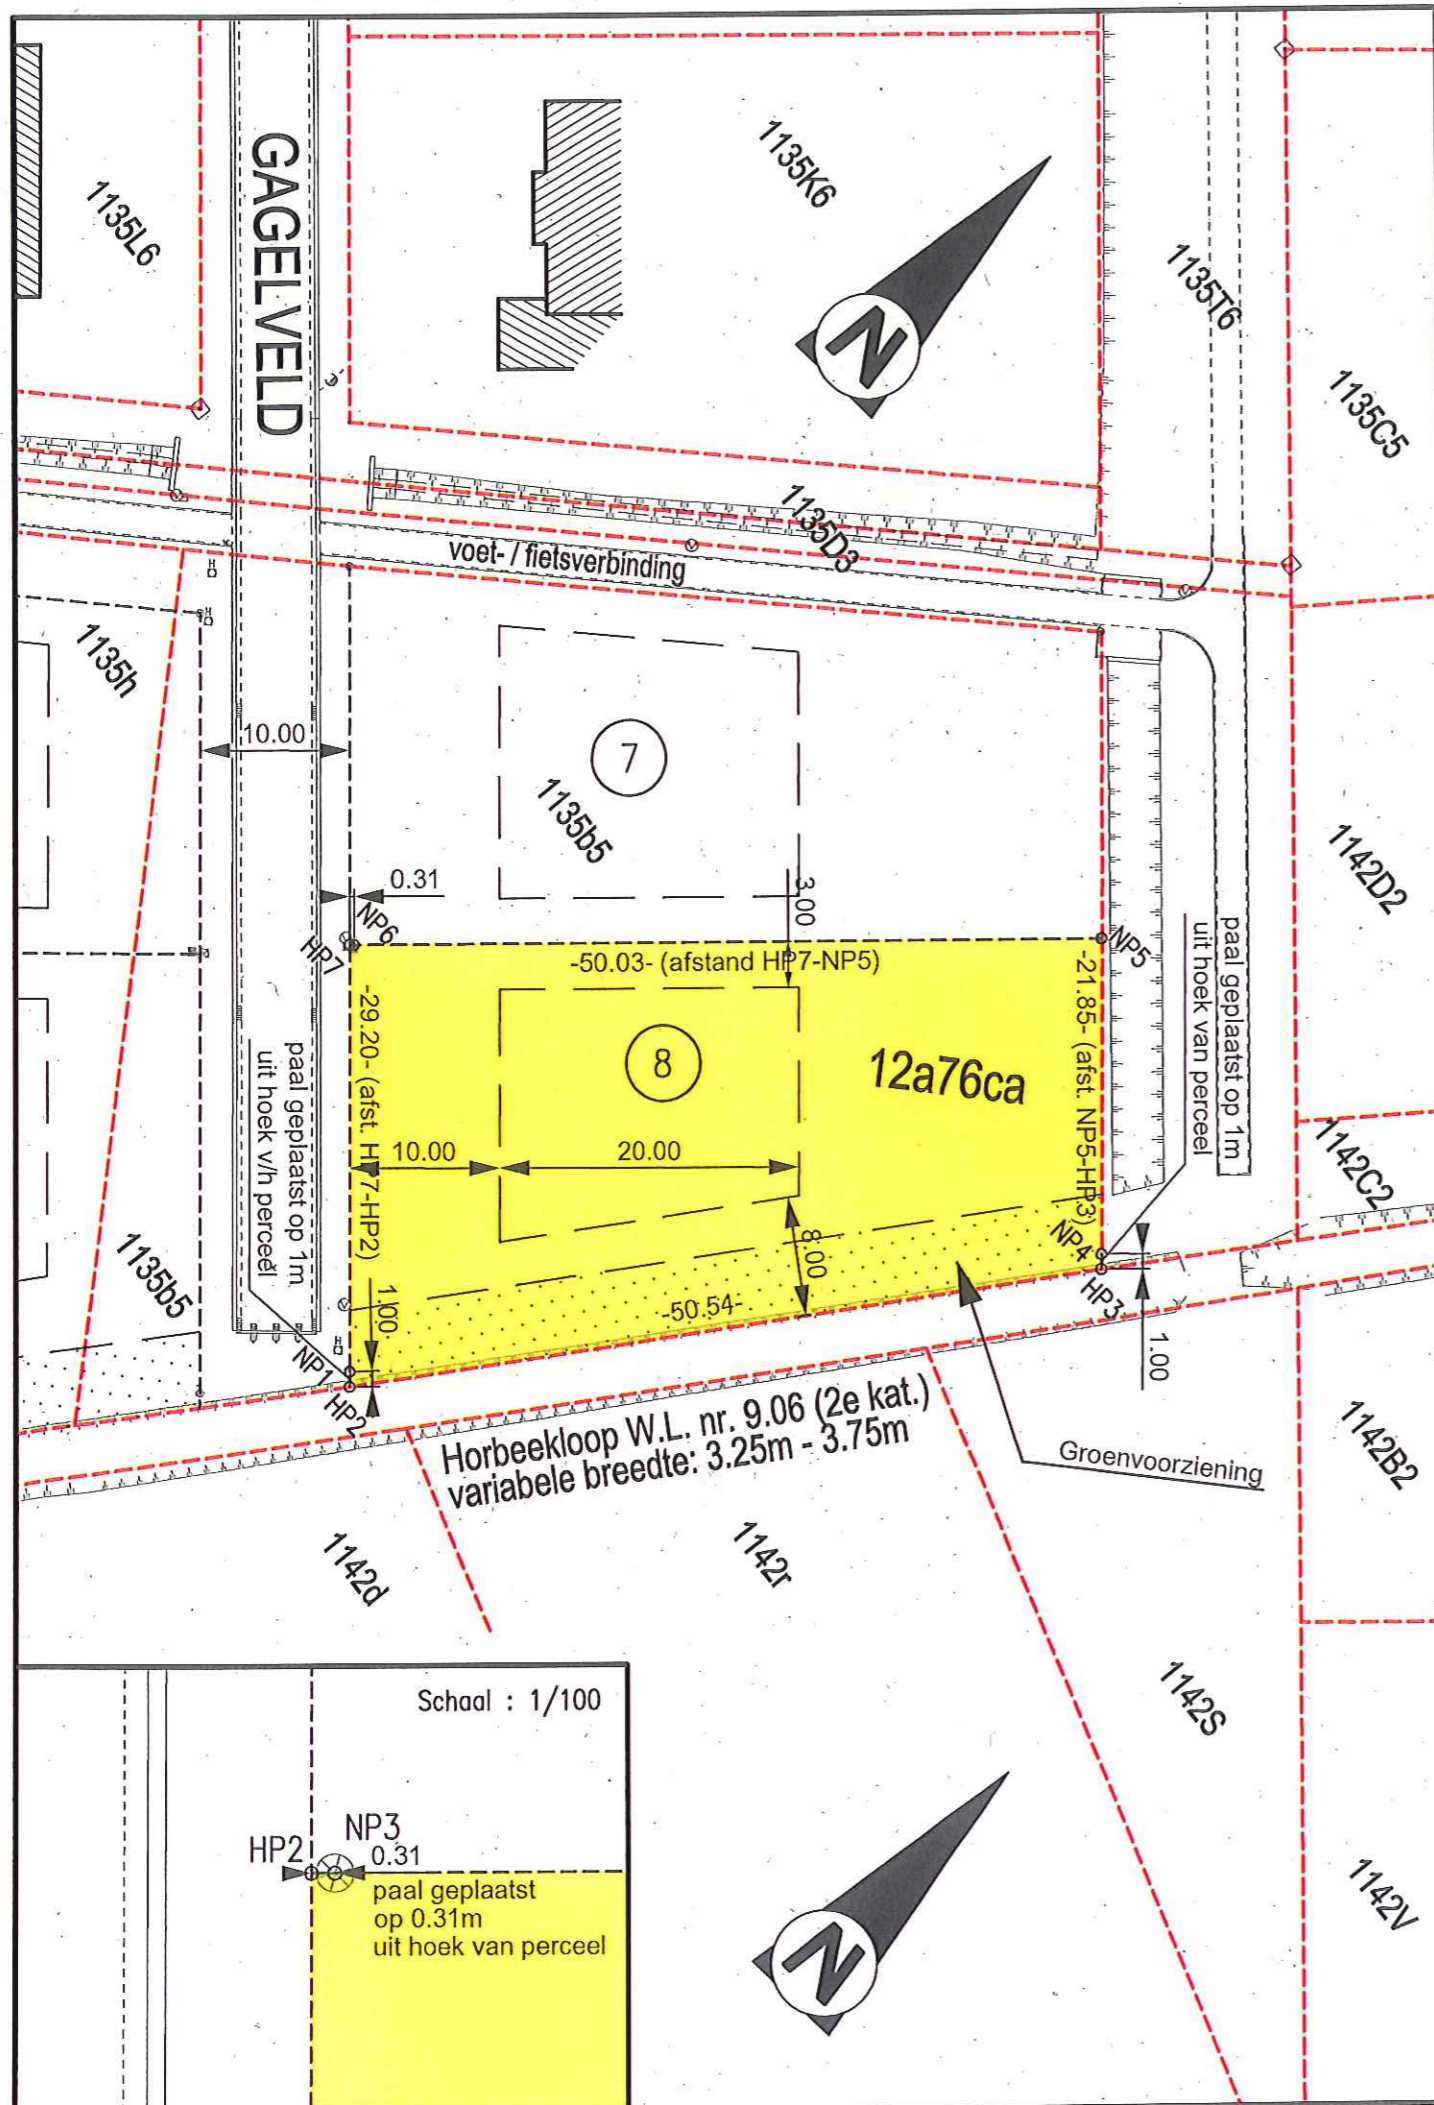 GAGELVELD
1135L6
1135K6
N
1135T6
1135C5
1135D3
voet- / fietsverbinding
1135h
10.00
7
1135b5
3.00
0.31
NP6
HP7
NP5
-50.03- (afstand HP7-NP5)
1142D2
paal geplaatst op 1m
uit hoek van perceel
-29.20- (afst. HP7-HP2)
-21.85- (afst. NP5-HP3)
8
12a76ca
paal geplaatst op 1m
uit hoek v/h perceel
10.00
20.00
1142C2
1135b5
8.00
NP4
HP3
1.00
1.00
-50.54-
NP1
HP2
H
H
H
Horbeekloop W.L. nr. 9.06 (2e kat.)
variabele breedte: 3.25m - 3.75m
Groenvoorziening
1142B2
1142d
1142r
1142S
1142V
Schaal : 1/100
NP3
HP2
0.31
paal geplaatst
op 0.31m
uit hoek van perceel
N